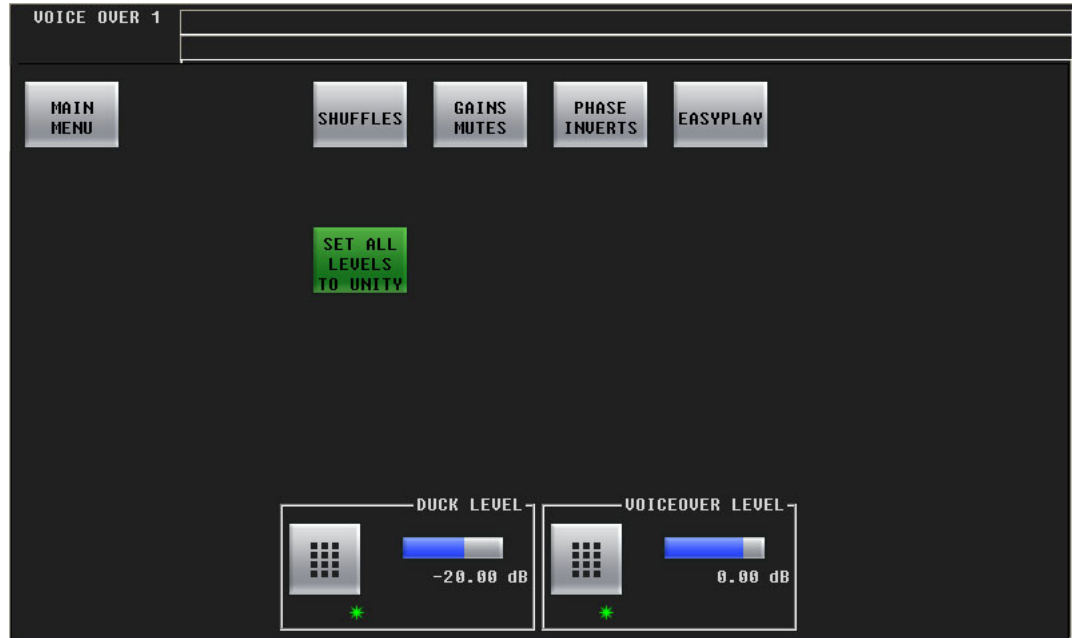 VOICE OVER 1
MAIN
MENU
SHUFFLES
GAINS
MUTES
PHASE
INVERTS
EASYPLAY
SET ALL
LEVELS
TO UNITY
DUCK LEVEL
-20.00 dB
VOICEOVER LEVEL
0.00 dB